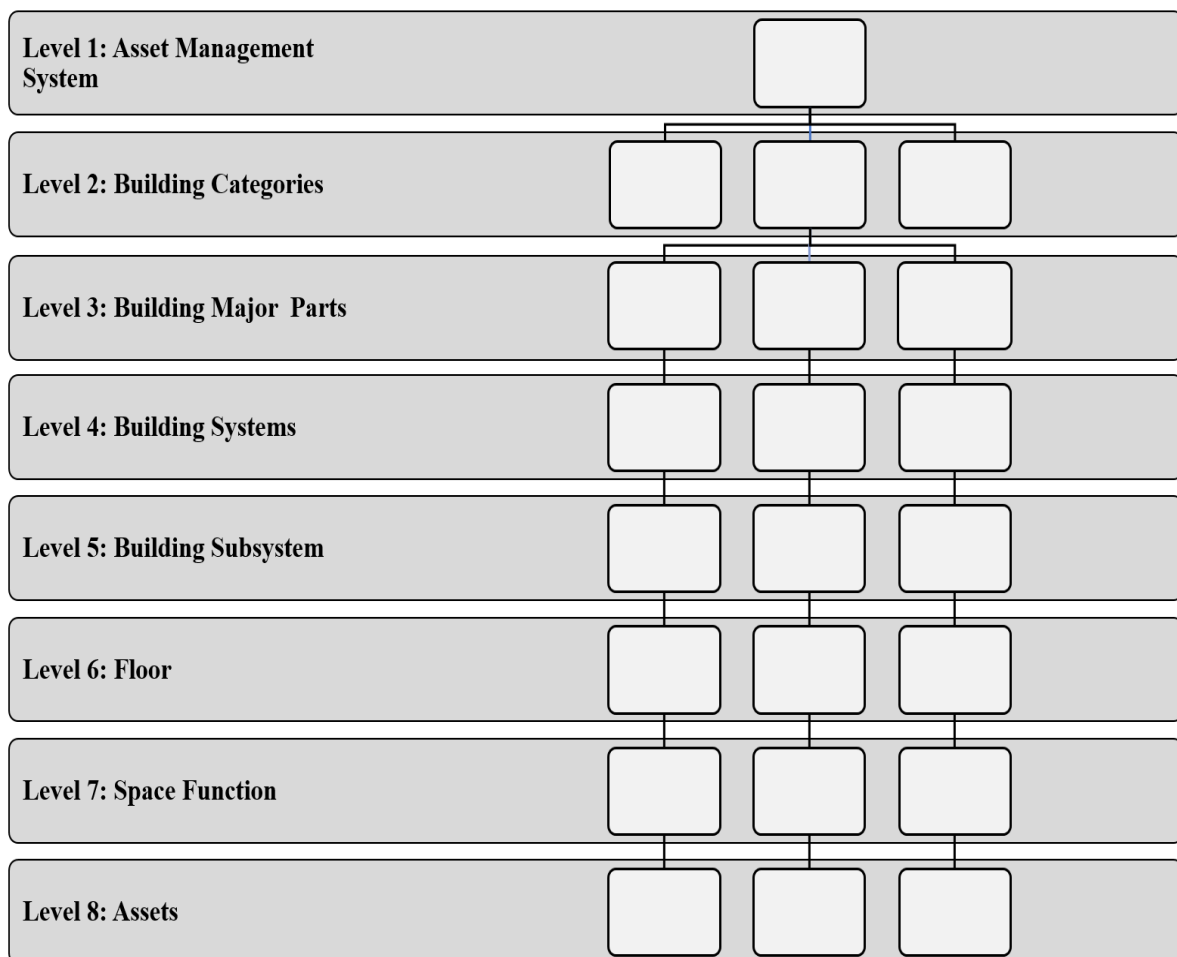 Level 1: Asset Management
System
Level 2: Building Categories
Level 3: Building Major  Parts
Level 4: Building Systems
Level 5: Building Subsystem
Level 6: Floor
Level 7: Space Function
Level 8: Assets